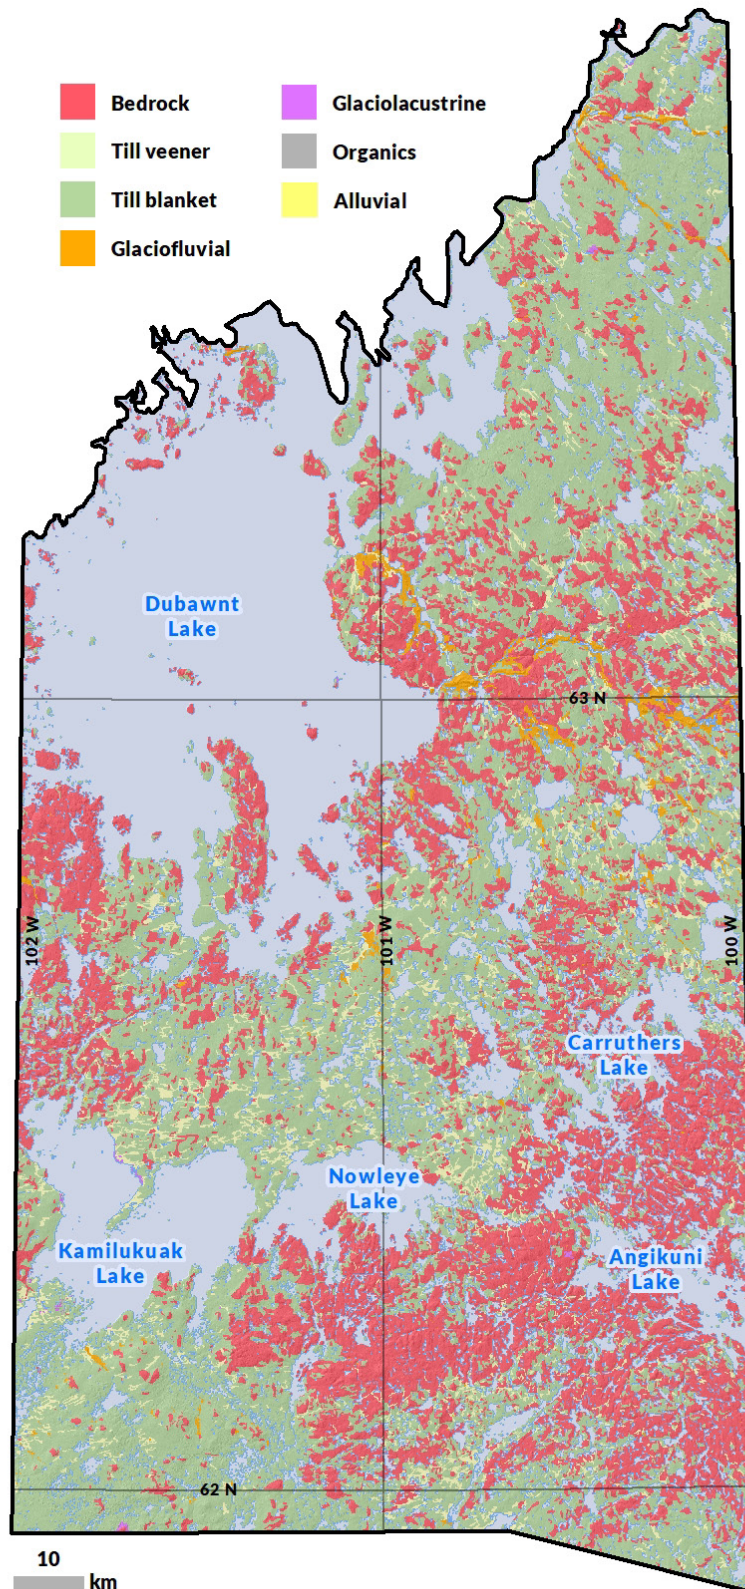 Bedrock
Till veener
Till blanket
Glaciofluvial
Glaciolacustrine
Organics
Alluvial
Dubawnt
Lake
63 N
102 W
101 W
100 W
Carruthers
Lake
Nowleye
Lake
Kamilukuak
Lake
Angikuni
Lake
62 N
10
km